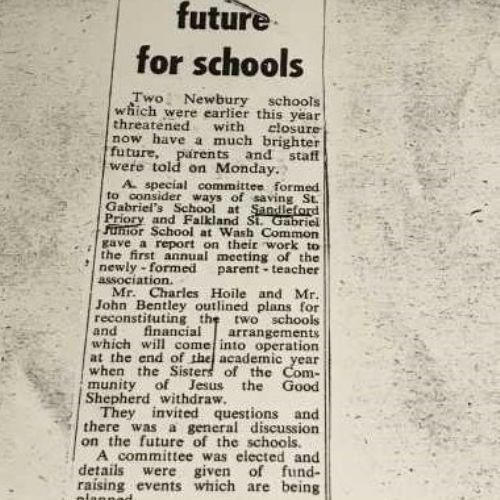 future
for schools
Two Newbury schools
which were earlier this year
threatened with closure
now have a much brighter
future, parents and staff
were told on Monday.
A special committee formed
to consider ways of saving St.
Gabriel's School at Sandleford
Priory and Falkland St. Gabriel
Junior School at Wash Common
gave a report on their work to
the first annual meeting of the
newly-formed parent-teacher
association.
Mr. Charles Hoile and Mr.
John Bentley outlined plans for
reconstituting the two schools
and financial arrangements
which will come into operation
at the end of the academic year
when the Sisters of the Com-
munity of Jesus the Good
Shepherd withdraw.
They invited questions and
there was a general discussion
on the future of the schools.
A committee was elected and
details were given of fund-
raising events which are being
planned